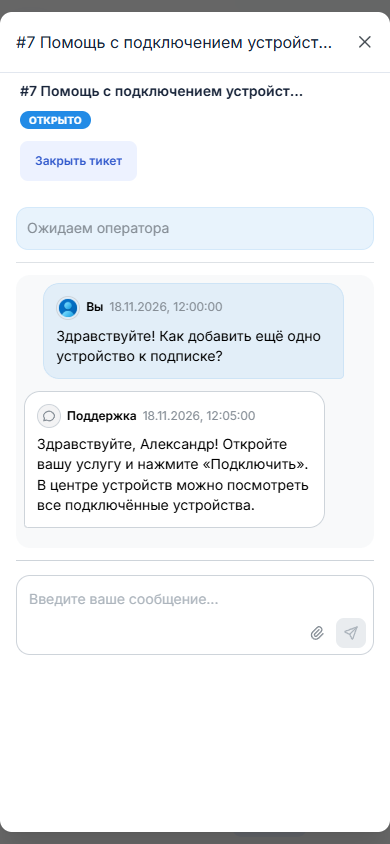 #7 Помощь с подключением устройст...
#7 Помощь с подключением устройст...
ОТКРЫТО
Закрыть тикет
Ожидаем оператора
Вы 18.11.2026, 12:00:00
Здравствуйте! Как добавить ещё одно
устройство к подписке?
Поддержка 18.11.2026, 12:05:00
Здравствуйте, Александр! Откройте
вашу услугу и нажмите «Подключить».
В центре устройств можно посмотреть
все подключённые устройства.
Введите ваше сообщение...